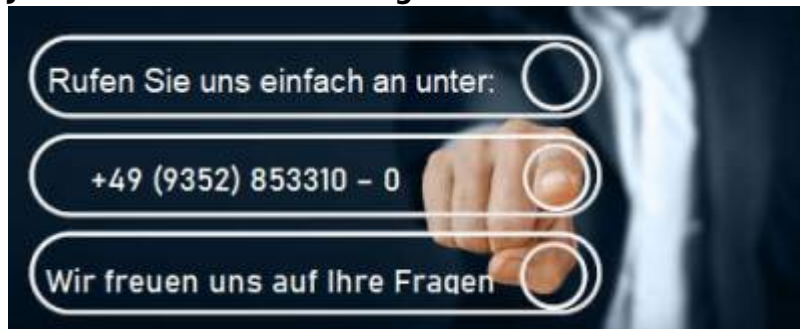 Rufen Sie uns einfach an unter:
+49 (9352) 853310 – 0
Wir freuen uns auf Ihre Fragen